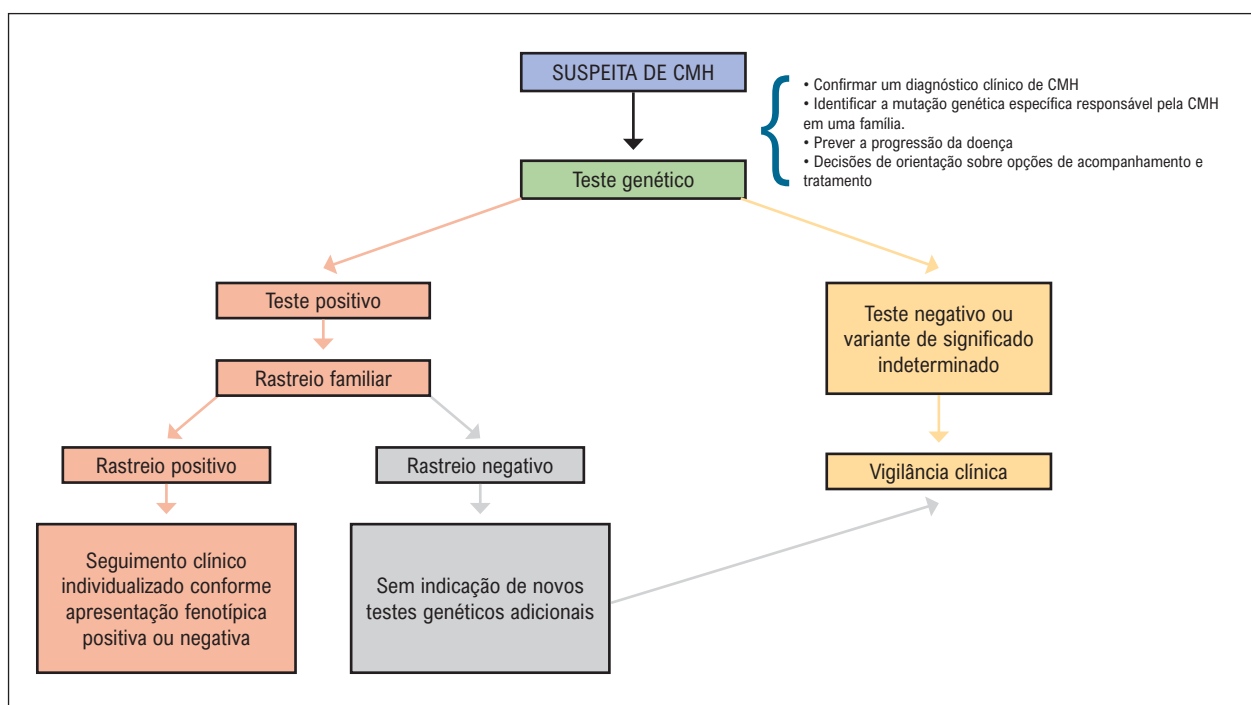 SUSPEITA DE CMH
• Confirmar um diagnóstico clínico de CMH
• Identificar a mutação genética específica responsável pela CMH
em uma família.
• Prever a progressão da doença
• Decisões de orientação sobre opções de acompanhamento e
tratamento
Teste genético
Teste positivo
Teste negativo ou
variante de significado
indeterminado
Rastreio familiar
Rastreio positivo
Rastreio negativo
Vigilância clínica
Seguimento clínico
individualizado conforme
apresentação fenotípica
positiva ou negativa
Sem indicação de novos
testes genéticos adicionais